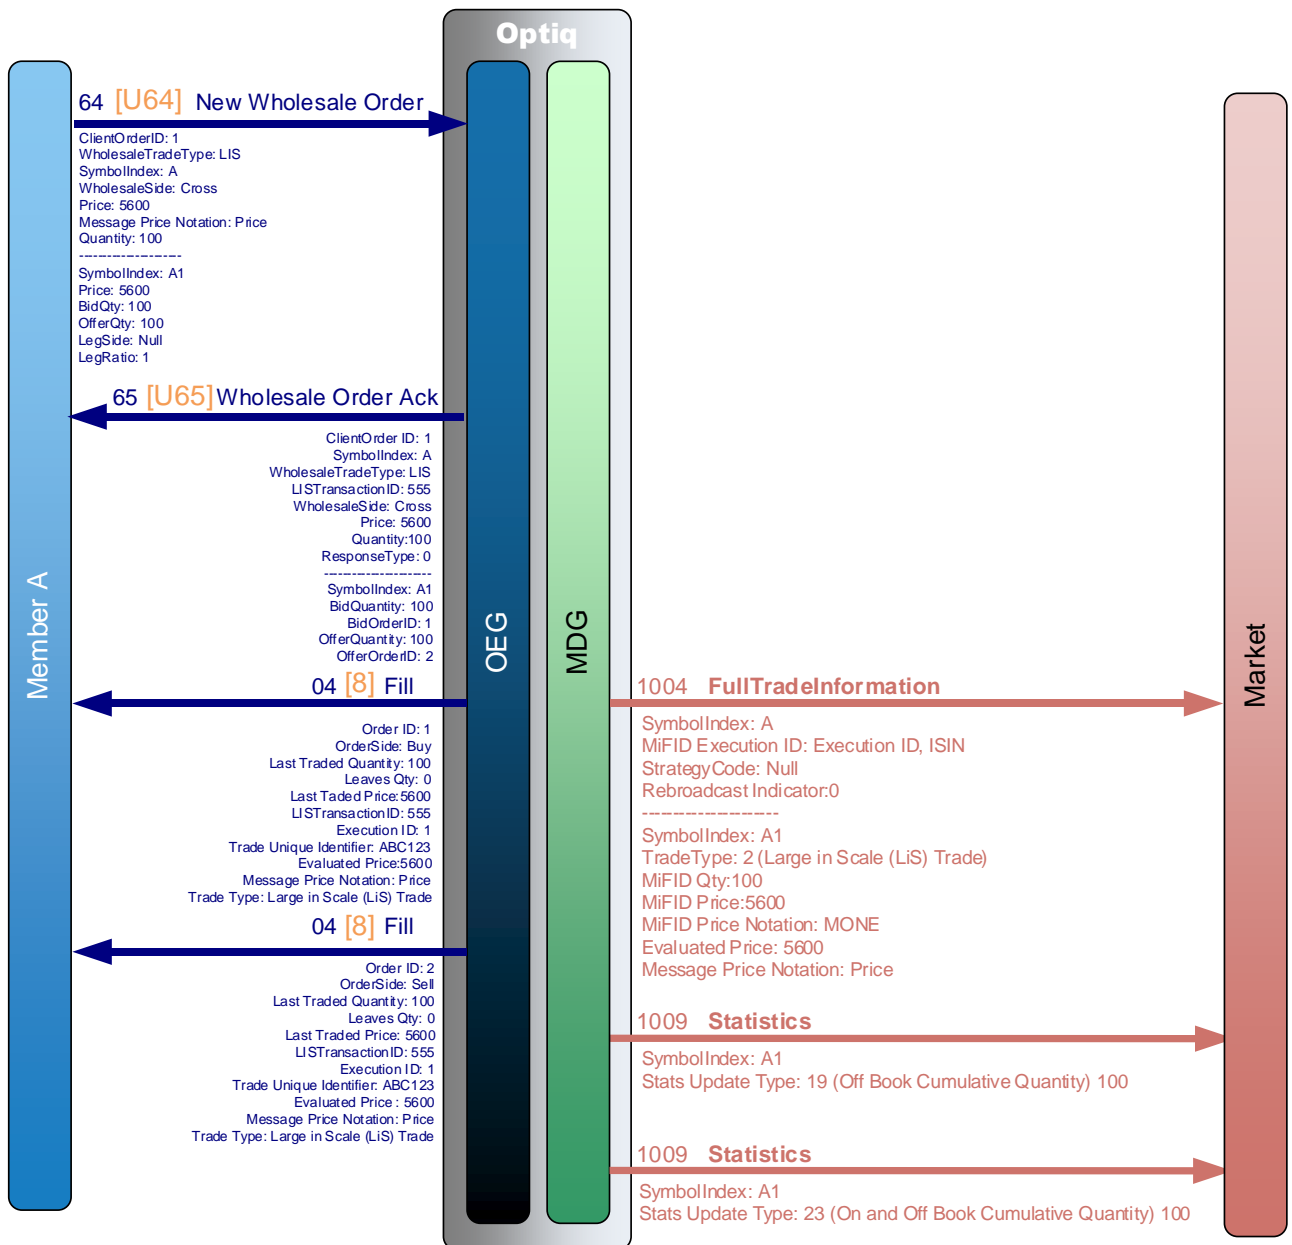 Optiq
64 [U64] New Wholesale Order
ClientOrderID: 1
WholesaleTradeType: LIS
SymbolIndex: A
WholesaleSide: Cross
Price: 5600
Message Price Notation: Price
Quantity: 100
----------------------
SymbolIndex: A1
Price: 5600
BidQty: 100
OfferQty: 100
LegSide: Null
LegRatio: 1
65 [U65] Wholesale Order Ack
ClientOrder ID: 1
SymbolIndex: A
WholesaleTradeType: LIS
LISTransactionID: 555
WholesaleSide: Cross
Price: 5600
Quantity:100
ResponseType: 0
-----------------------
SymbolIndex: A1
BidQuantity: 100
BidOrderID: 1
OfferQuantity: 100
OfferOrderID: 2
04 [8] Fill
Order ID: 1
OrderSide: Buy
Last Traded Quantity: 100
Leaves Qty: 0
Last Taded Price:5600
LISTransactionID: 555
Execution ID: 1
Trade Unique Identifier: ABC123
Evaluated Price:5600
Message Price Notation: Price
Trade Type: Large in Scale (LiS) Trade
04 [8] Fill
Order ID: 2
OrderSide: Sell
Last Traded Quantity: 100
Leaves Qty: 0
Last Traded Price: 5600
LISTransactionID: 555
Execution ID: 1
Trade Unique Identifier: ABC123
Evaluated Price : 5600
Message Price Notation: Price
Trade Type: Large in Scale (LiS) Trade
Member A
OEG
MDG
1004 FullTradeInformation
SymbolIndex: A
MiFID Execution ID: Execution ID, ISIN
StrategyCode: Null
Rebroadcast Indicator:0
----------------------
SymbolIndex: A1
TradeType: 2 (Large in Scale (LiS) Trade)
MiFID Qty:100
MiFID Price:5600
MiFID Price Notation: MONE
Evaluated Price: 5600
Message Price Notation: Price
1009 Statistics
SymbolIndex: A1
Stats Update Type: 19 (Off Book Cumulative Quantity) 100
1009 Statistics
SymbolIndex: A1
Stats Update Type: 23 (On and Off Book Cumulative Quantity) 100
Market